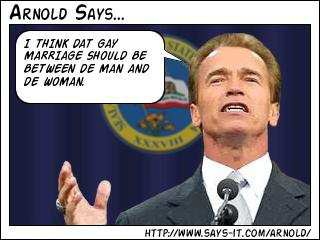 Arnold Says...
I THINK DAT GAY
MARRIAGE SHOULD BE
BETWEEN DE MAN AND
DE WOMAN.
XXXVIII
HTTP://WWW.SAYS-IT.COM/ARNOLD/